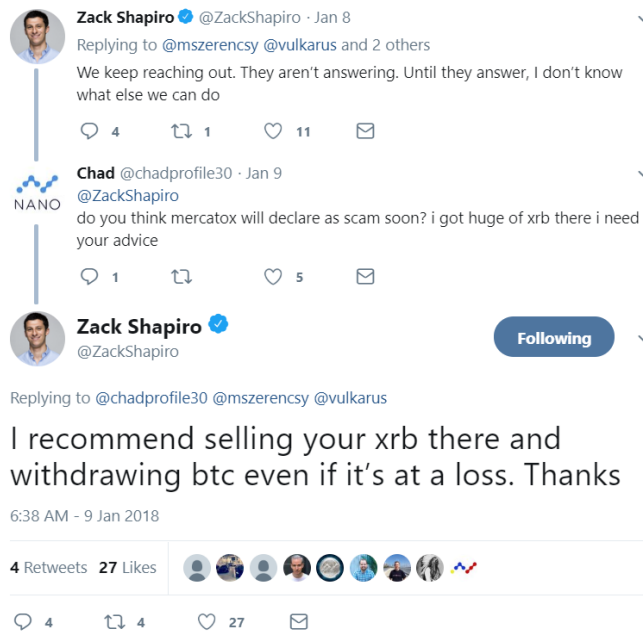 Zack Shapiro @ZackShapiro · Jan 8
Replying to @mszerencsy @vulkarus and 2 others
We keep reaching out. They aren’t answering. Until they answer, I don’t know
what else we can do
4 1 11
Chad @chadprofile30 · Jan 9
@ZackShapiro
NANO
do you think mercatox will declare as scam soon? i got huge of xrb there i need
your advice
1 5
Zack Shapiro
@ZackShapiro
Following
Replying to @chadprofile30 @mszerencsy @vulkarus
I recommend selling your xrb there and
withdrawing btc even if it’s at a loss. Thanks
6:38 AM - 9 Jan 2018
4 Retweets 27 Likes
4 4 27